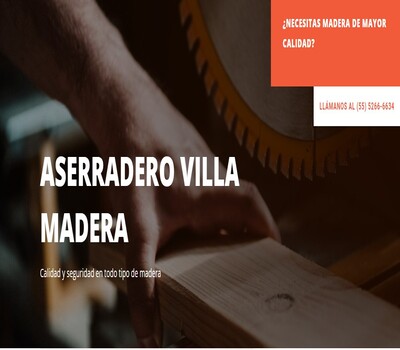 ¿NECESITAS MADERA DE MAYOR
CALIDAD?
LLÁMANOS AL (55) 5266-6634
ASERRADERO VILLA
MADERA
Calidad y seguridad en todo tipo de madera